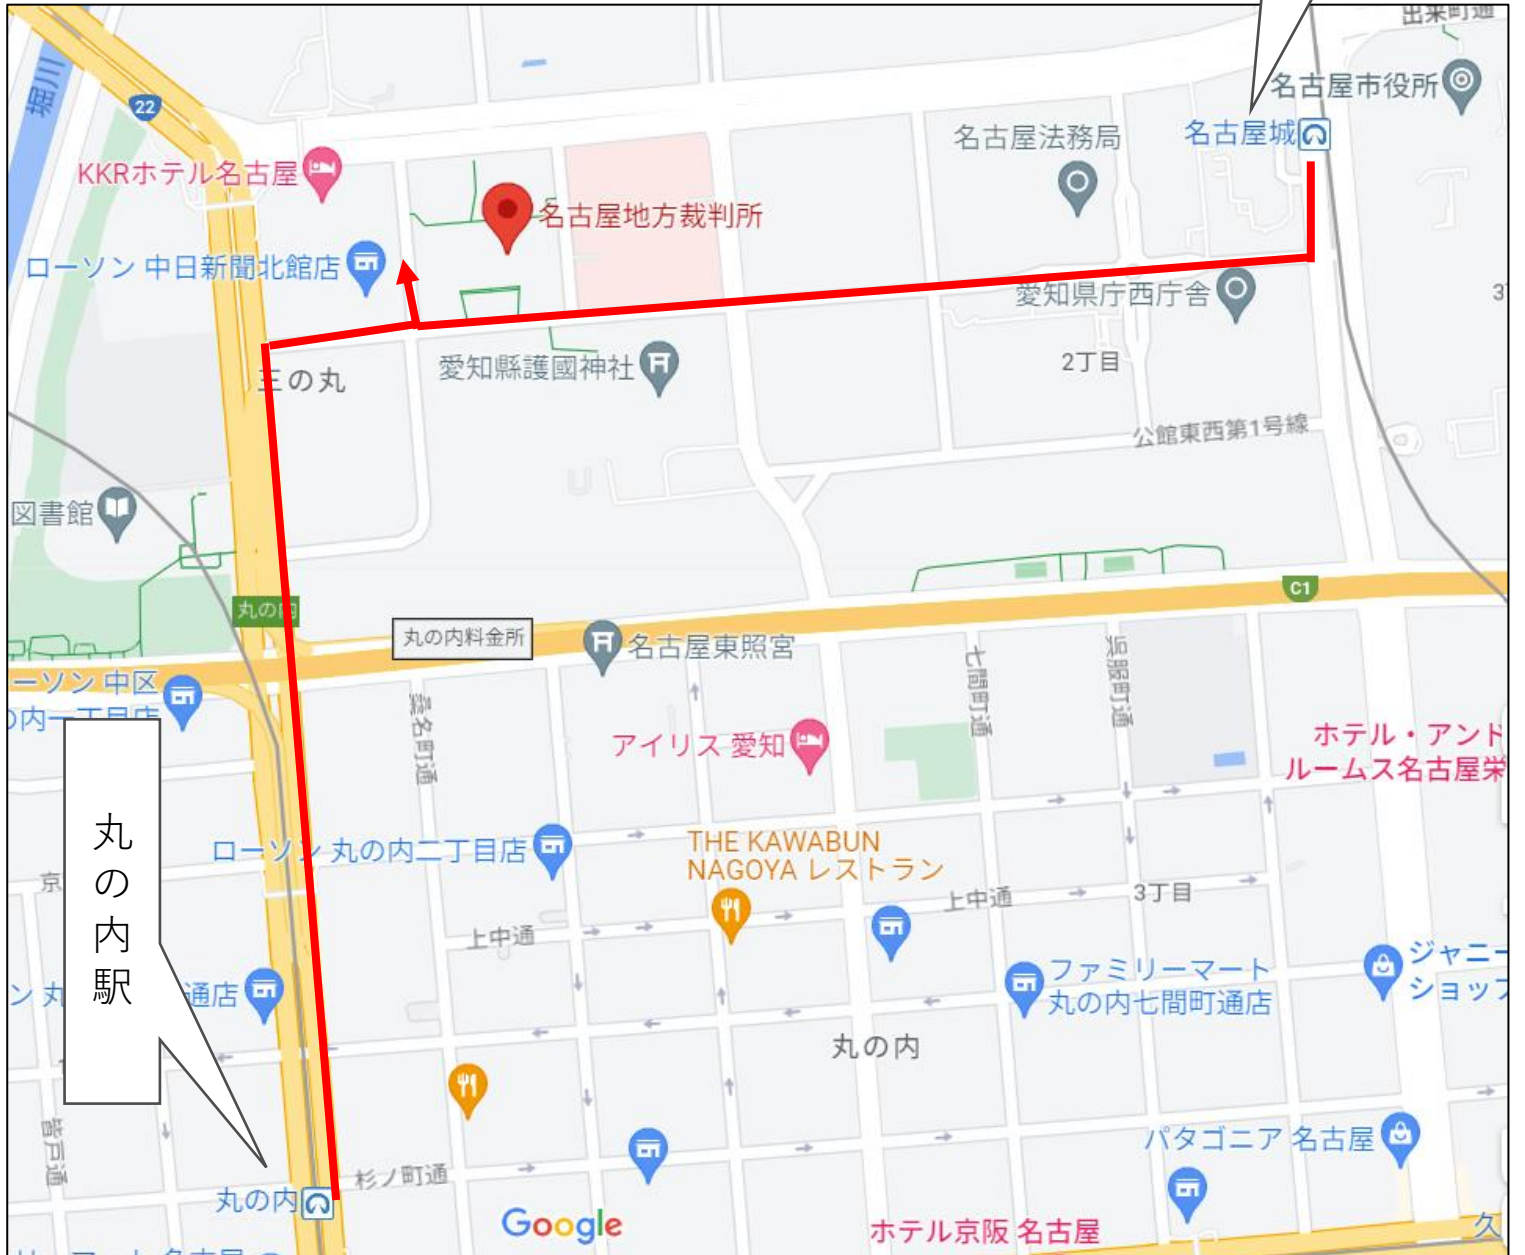 出来町通
堀川
22
名古屋市役所
名古屋法務局
名古屋城
KKRホテル名古屋
名古屋地方裁判所
ローソン 中日新聞北館店
愛知県庁西庁舎
三の丸
愛知縣護國神社
2丁目
公館東西第1号線
図書館
C1
丸の内
丸の内料金所
名古屋東照宮
ーソン 中区
の内一丁目店
桑名町通
七間町通
呉服町通
アイリス 愛知
ホテル・アンド
ルームス名古屋栄
丸の内駅
ローソン 丸の内二丁目店
THE KAWABUN
NAGOYA レストラン
京
上中通
上中通
3丁目
ン 丸
通店
ファミリーマート
丸の内七間町通店
ジャニー
ショップ
丸の内
皆戸通
パタゴニア 名古屋
杉ノ町通
丸の内
Google
ホテル京阪 名古屋
久